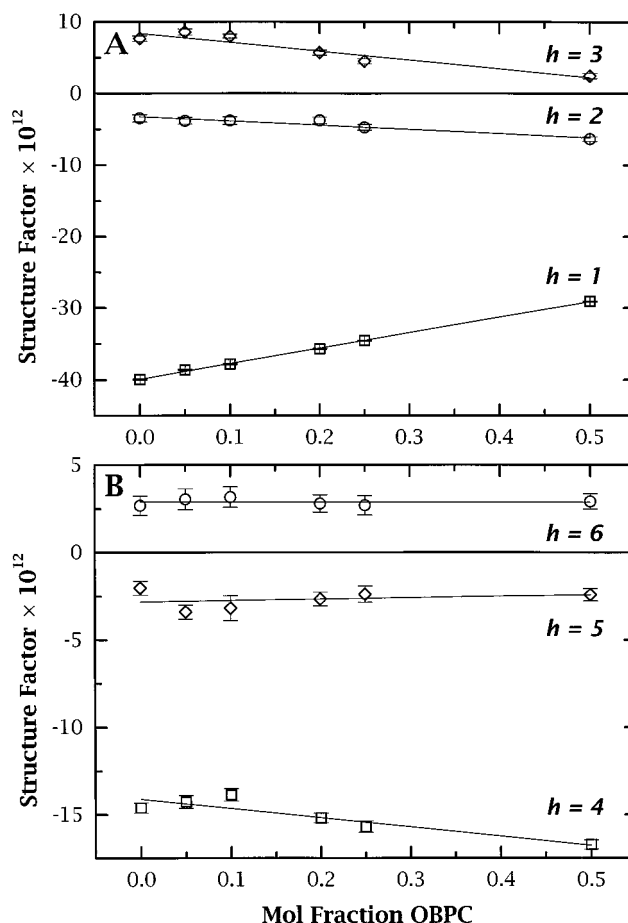 A
10
0
-10
-20
-30
-40
h = 3
h = 2
h = 1
Structure Factor × 10¹²
0.0 0.1 0.2 0.3 0.4 0.5
B
5
0
-5
-10
-15
h = 6
h = 5
h = 4
Structure Factor × 10¹²
0.0 0.1 0.2 0.3 0.4 0.5
Mol Fraction OBPC